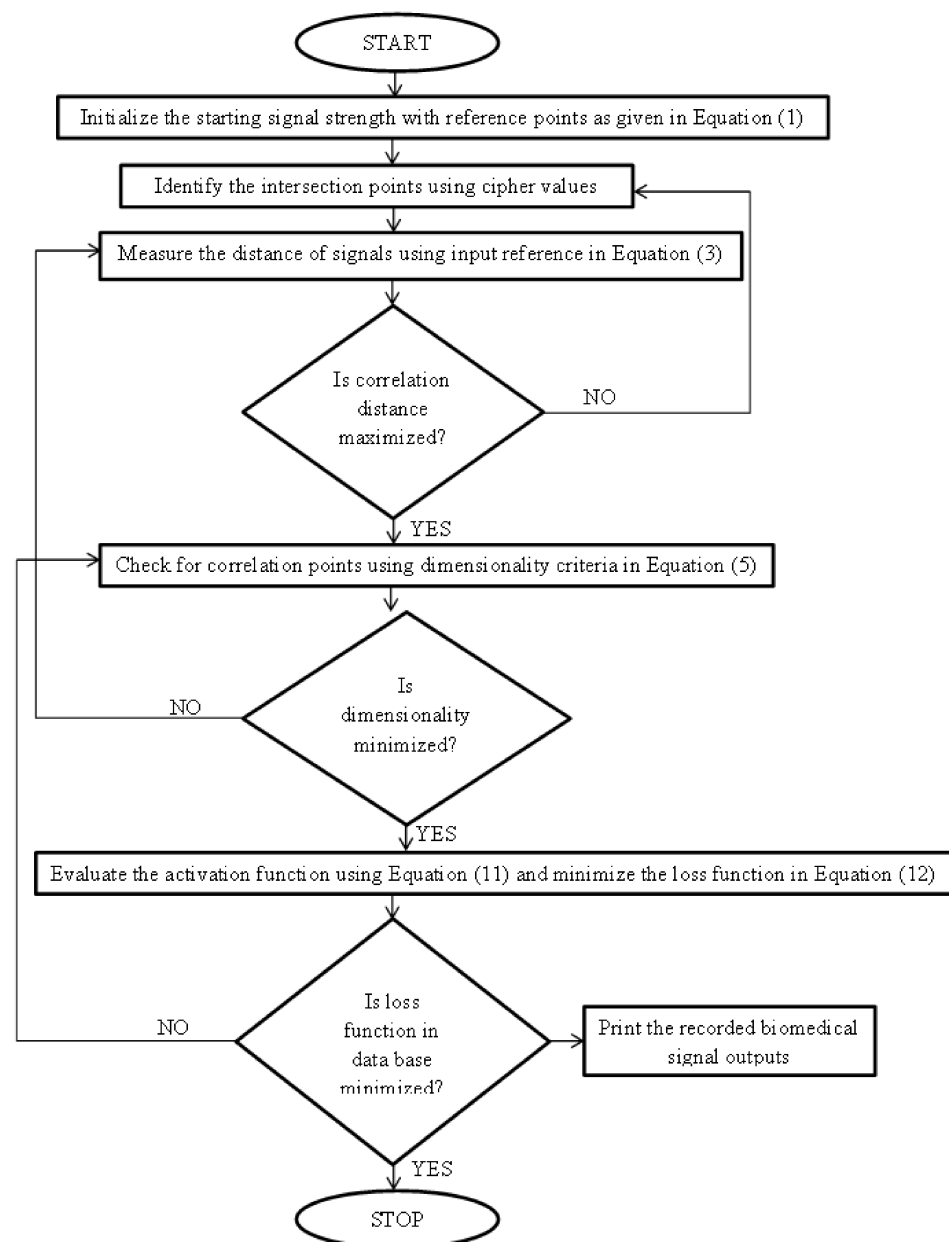 START
Initialize the starting signal strength with reference points as given in Equation (1)
Identify the intersection points using cipher values
Measure the distance of signals using input reference in Equation (3)
Is correlation
distance
maximized?
NO
YES
Check for correlation points using dimensionality criteria in Equation (5)
Is
dimensionality
minimized?
NO
YES
Evaluate the activation function using Equation (11) and minimize the loss function in Equation (12)
Is loss
function in
data base
minimized?
NO
Print the recorded biomedical
signal outputs
YES
STOP